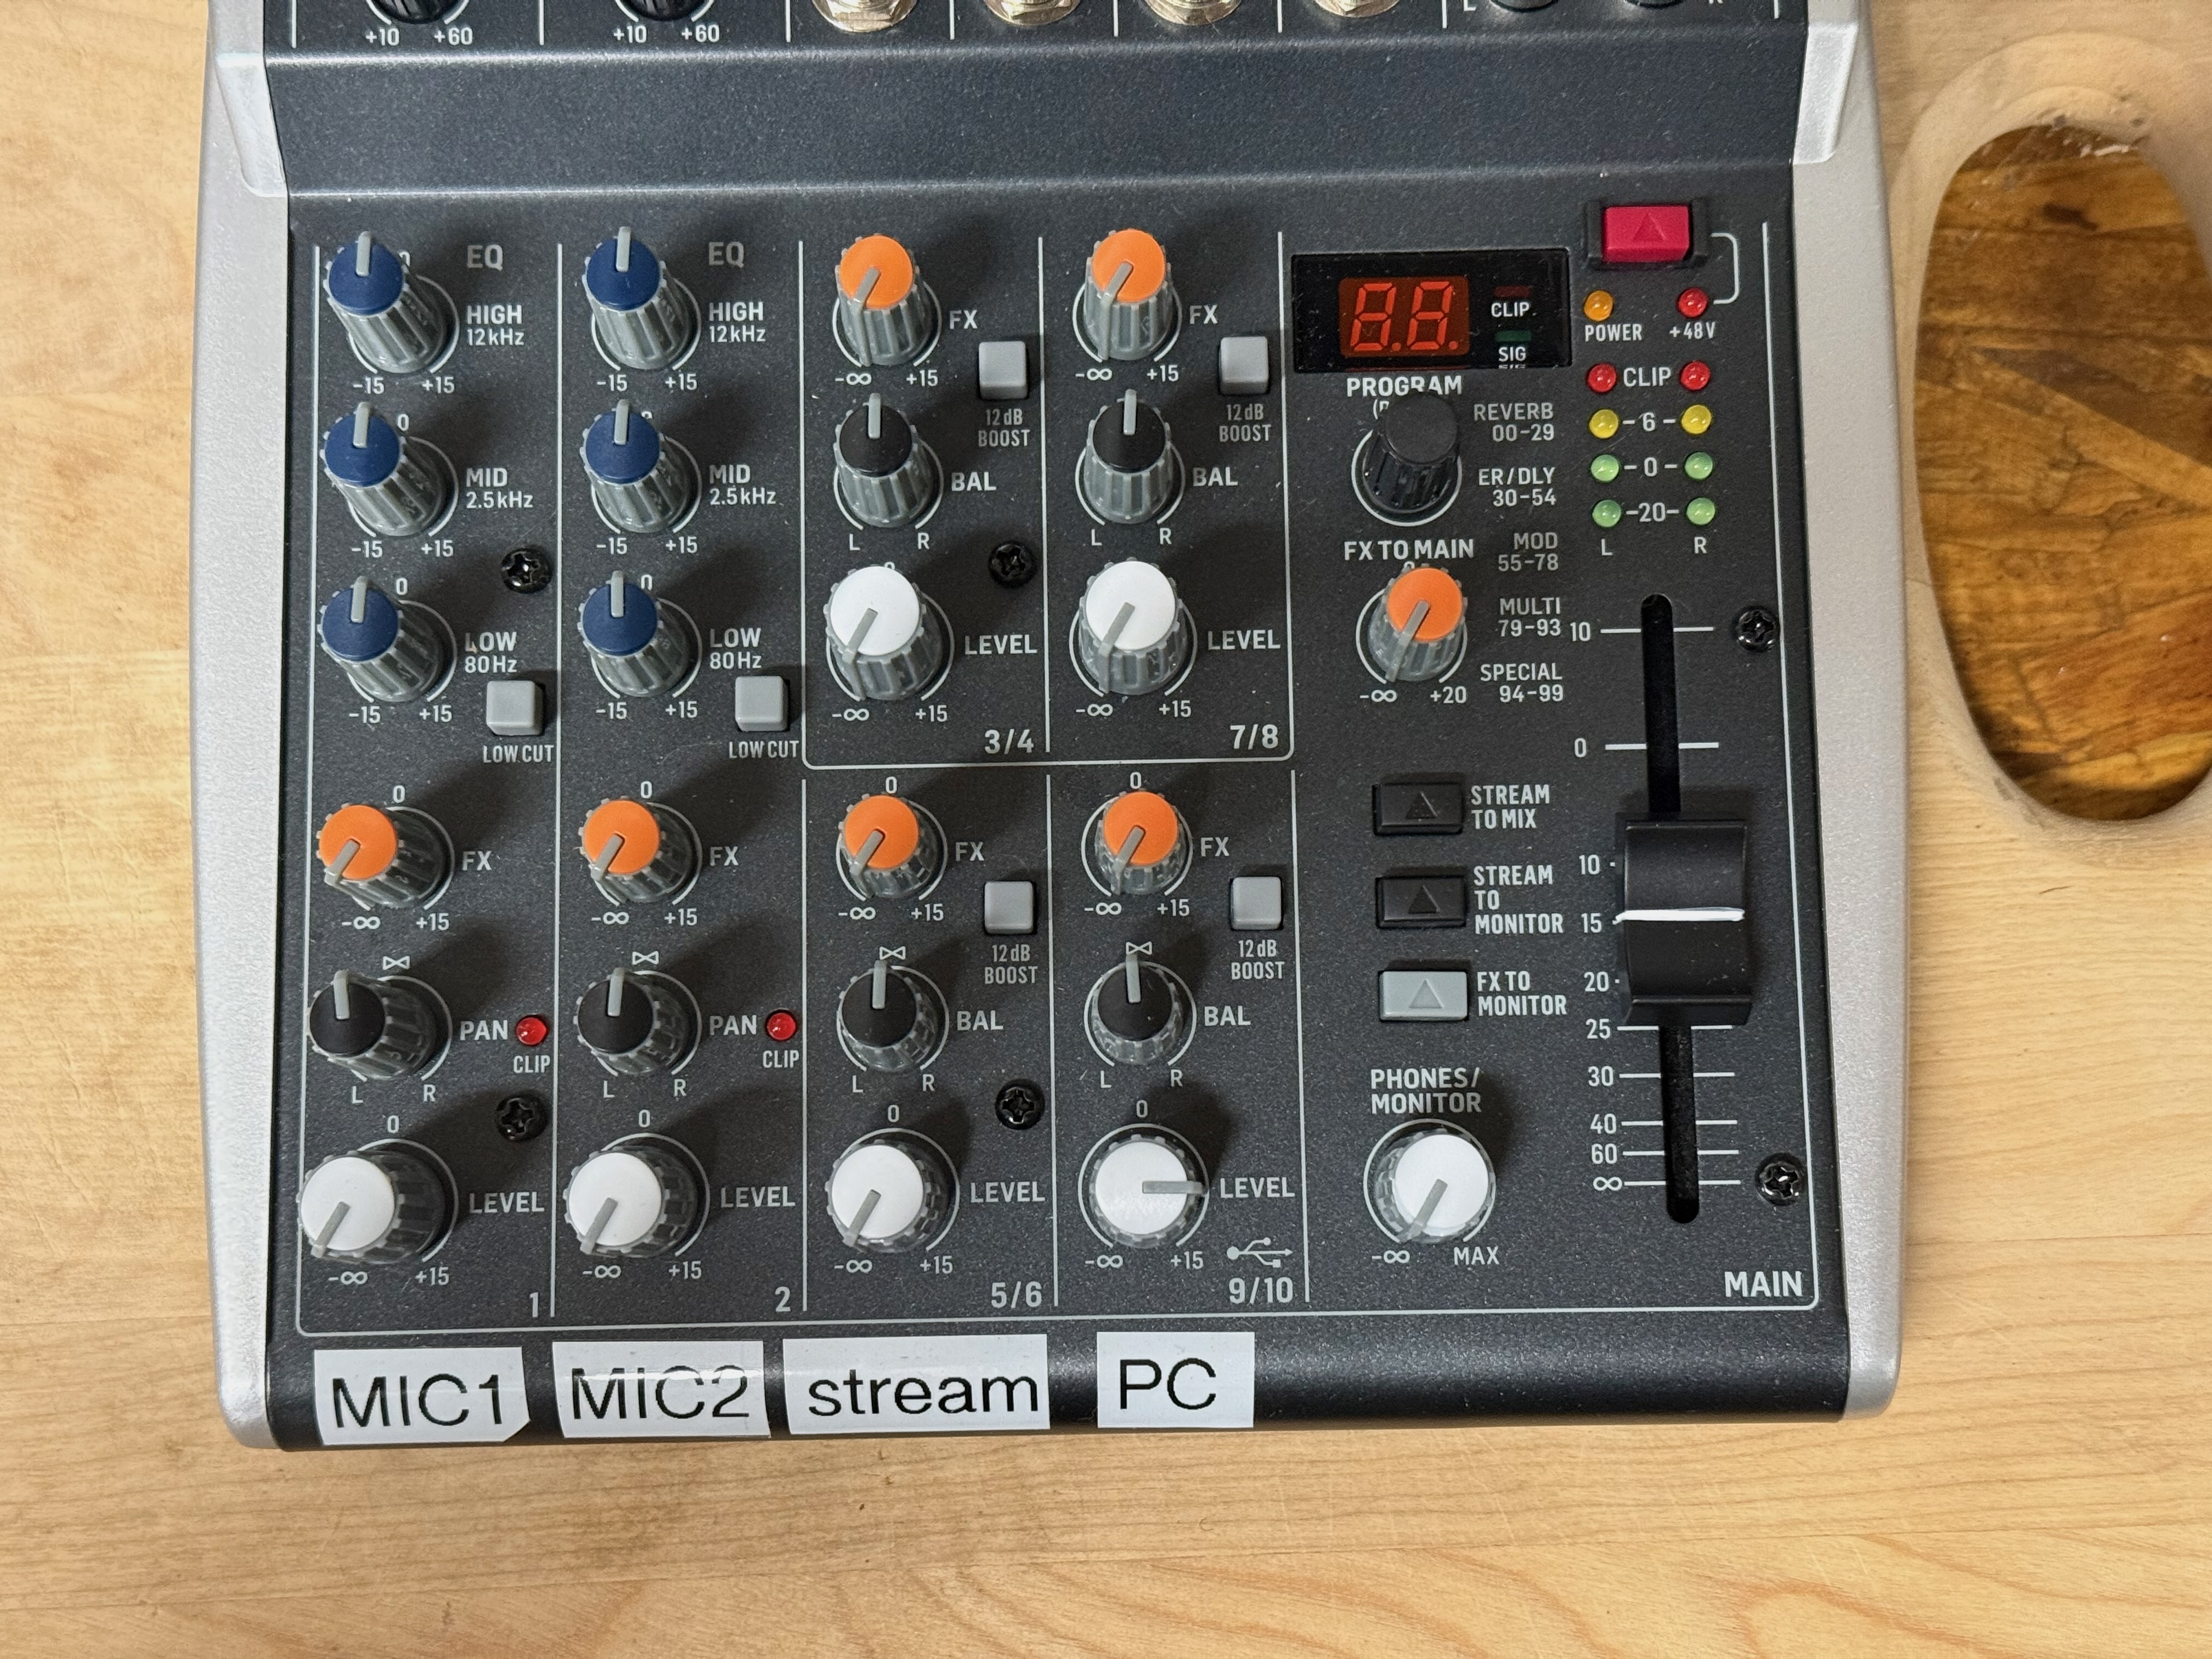 +10 +60
+10 +60
L R
EQ
HIGH
12kHz
-15 +15
0
MID
2.5kHz
-15 +15
0
LOW
80Hz
-15 +15
LOW CUT
0
FX
-∞ +15
PAN
CLIP
L R
0
LEVEL
-∞ +15
1
EQ
HIGH
12kHz
-15 +15
MID
2.5kHz
-15 +15
0
LOW
80Hz
-15 +15
LOW CUT
0
FX
-∞ +15
PAN
CLIP
L R
0
LEVEL
-∞ +15
2
FX
-∞ +15
12dB
BOOST
BAL
L R
LEVEL
-∞ +15
3/4
FX
-∞ +15
12dB
BOOST
BAL
L R
LEVEL
-∞ +15
7/8
0
FX
-∞ +15
12dB
BOOST
BAL
L R
0
LEVEL
-∞ +15
5/6
0
FX
-∞ +15
12dB
BOOST
BAL
L R
0
LEVEL
-∞ +15
9/10
8.8.
CLIP
SIG
PROGRAM
REVERB
00-29
ER/DLY
30-54
MOD
55-78
MULTI
79-93
SPECIAL
94-99
FX TO MAIN
-∞ +20
POWER +48V
CLIP
-6-
-0-
-20-
L R
STREAM
TO MIX
STREAM
TO
MONITOR
FX TO
MONITOR
PHONES/
MONITOR
-∞ MAX
10
0
10
15
20
25
30
40
60
∞
MAIN
MIC1 MIC2 stream PC